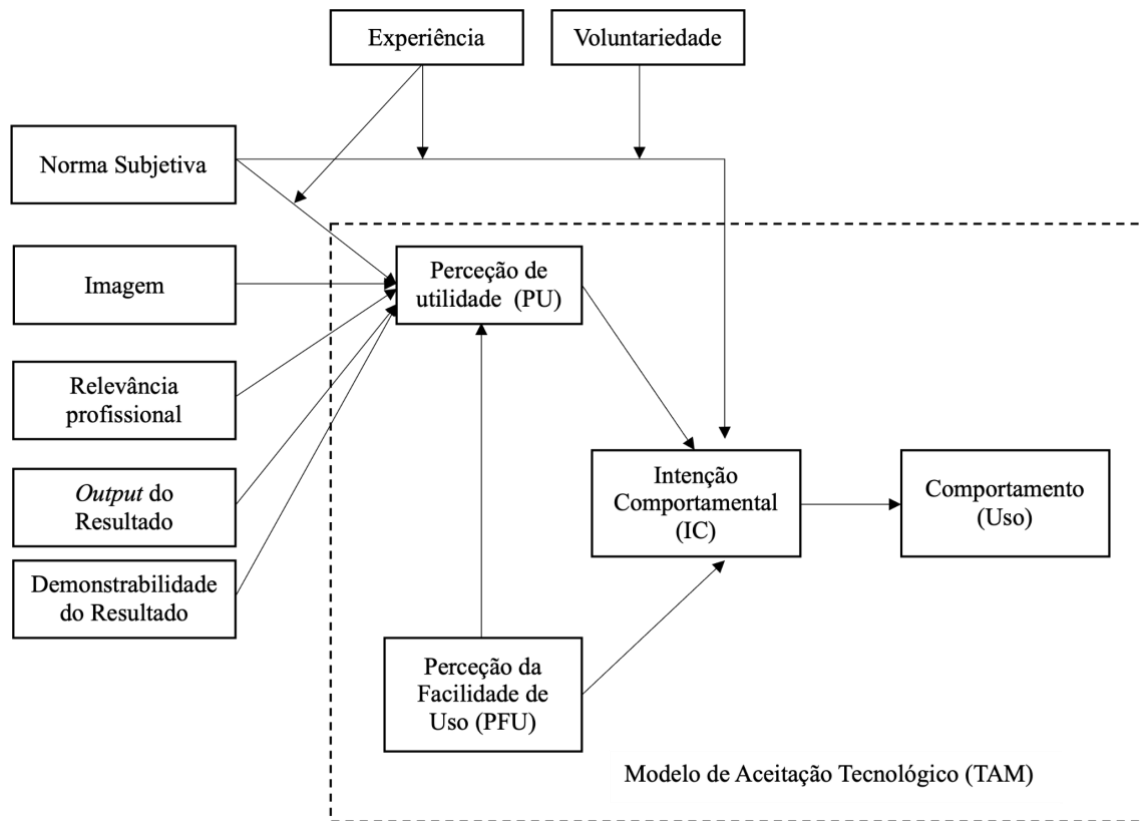 Experiência
Voluntariedade
Norma Subjetiva
Imagem
Perceção de
utilidade (PU)
Relevância
profissional
Output do
Resultado
Demonstrabilidade
do Resultado
Intenção
Comportamental
(IC)
Comportamento
(Uso)
Perceção da
Facilidade de
Uso (PFU)
Modelo de Aceitação Tecnológico (TAM)